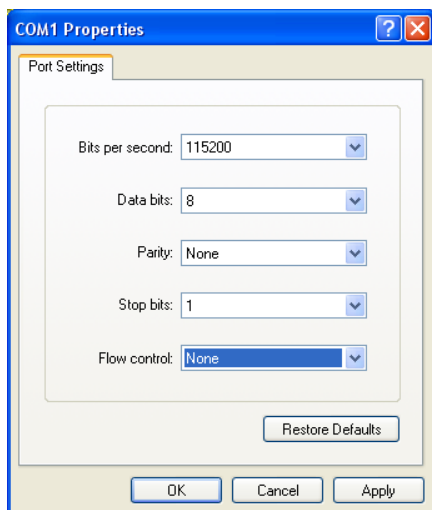 COM1 Properties
Port Settings
Bits per second: 115200
Data bits: 8
Parity: None
Stop bits: 1
Flow control: None
Restore Defaults
OK Cancel Apply